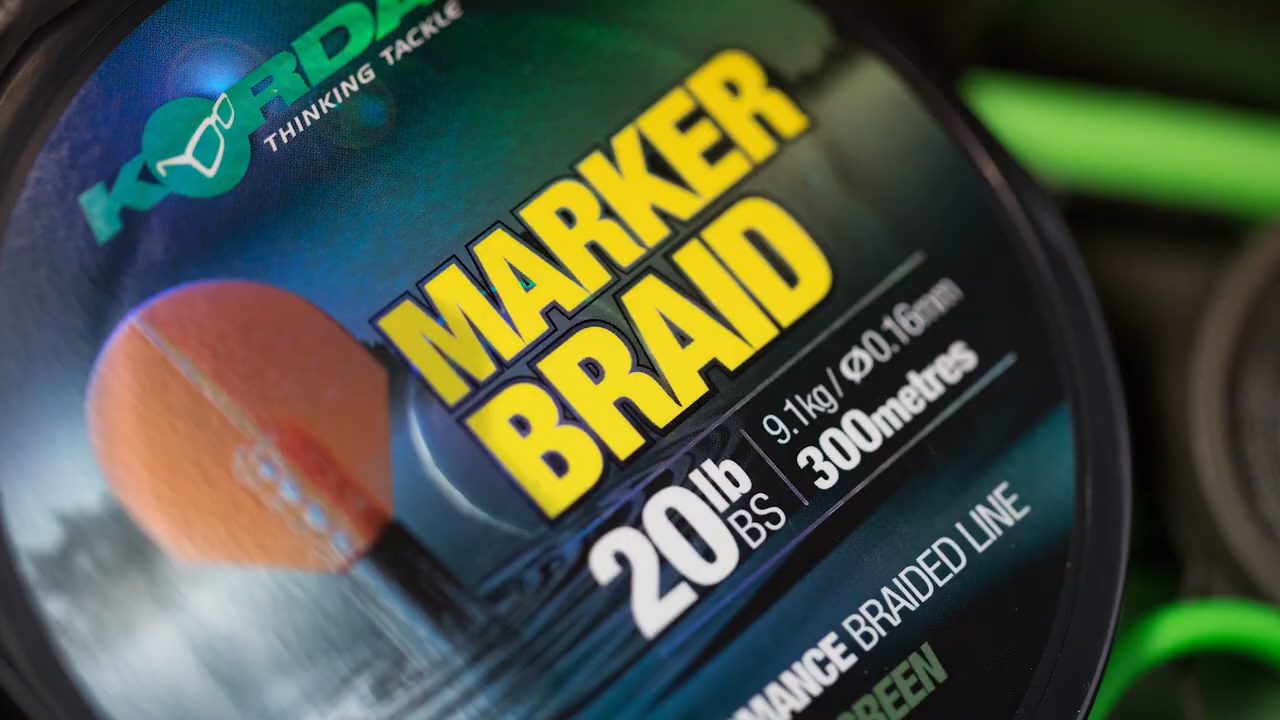 KORDA
THINKING TACKLE
MARKER
BRAID
20lb BS
9.1kg/Ø0.16mm
300metres
BRAIDED LINE